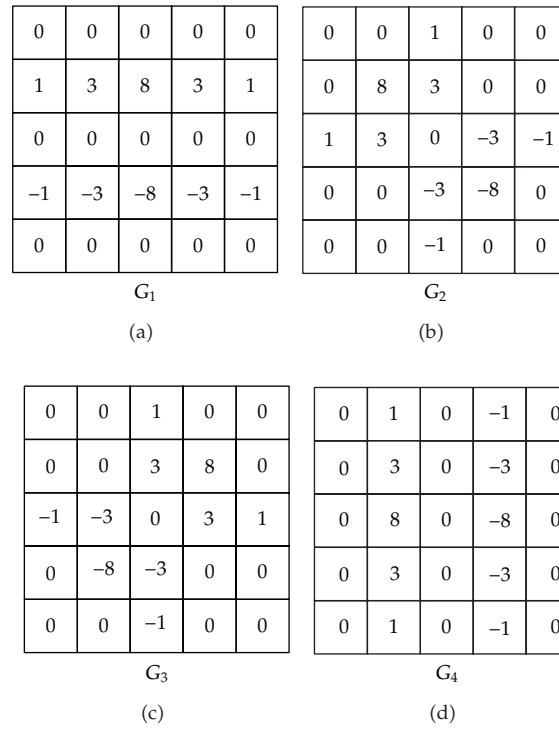 0 0 0 0 0
1 3 8 3 1
0 0 0 0 0
−1 −3 −8 −3 −1
0 0 0 0 0
G1
(a)
0 0 1 0 0
0 8 3 0 0
1 3 0 −3 −1
0 0 −3 −8 0
0 0 −1 0 0
G2
(b)
0 0 1 0 0
0 0 3 8 0
−1 −3 0 3 1
0 −8 −3 0 0
0 0 −1 0 0
G3
(c)
0 1 0 −1 0
0 3 0 −3 0
0 8 0 −8 0
0 3 0 −3 0
0 1 0 −1 0
G4
(d)